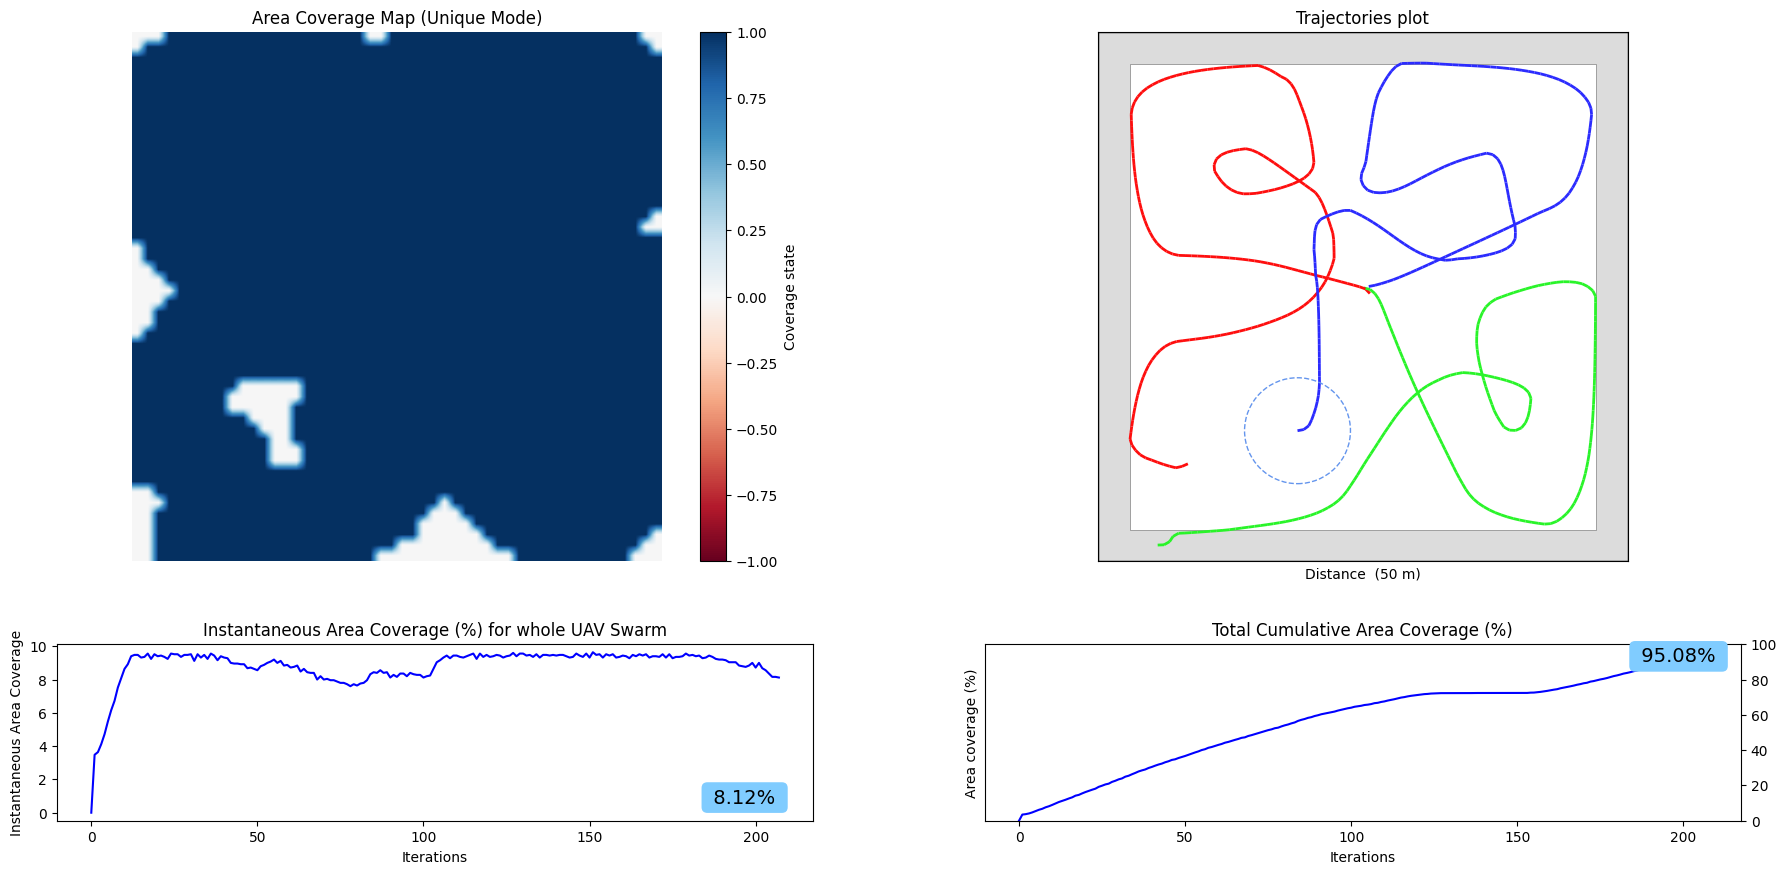 Area Coverage Map (Unique Mode)
1.00
0.75
0.50
0.25
0.00
−0.25
−0.50
−0.75
−1.00
Coverage state
Trajectories plot
Distance  (50 m)
Instantaneous Area Coverage (%) for whole UAV Swarm
Instantaneous Area Coverage
10
8
6
4
2
0
8.12%
0 50 100 150 200
Iterations
Total Cumulative Area Coverage (%)
Area coverage (%)
95.08%
100
80
60
40
20
0
0 50 100 150 200
Iterations